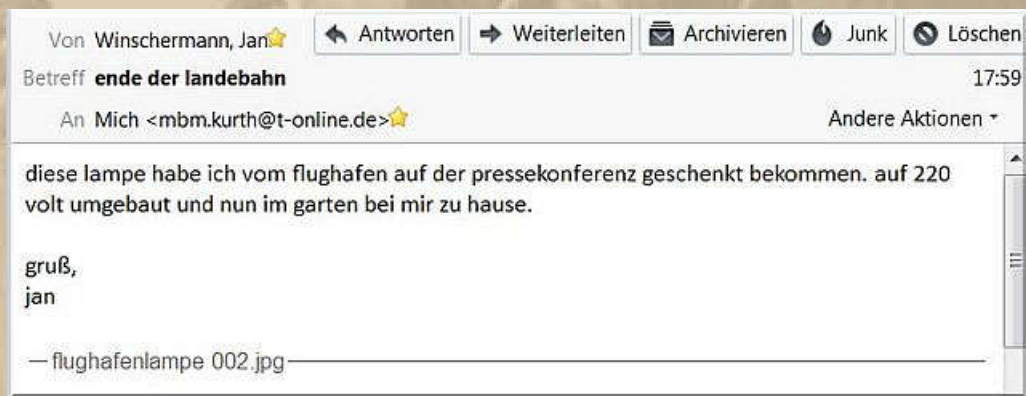 Von Winschermann, Jan Antworten Weiterleiten Archivieren Junk Löschen
Betreff ende der landebahn 17:59
An Mich <mbm.kurth@t-online.de> Andere Aktionen
diese lampe habe ich vom flughafen auf der pressekonferenz geschenkt bekommen. auf 220
volt umgebaut und nun im garten bei mir zu hause.
gruß,
jan
flughafenlampe 002.jpg